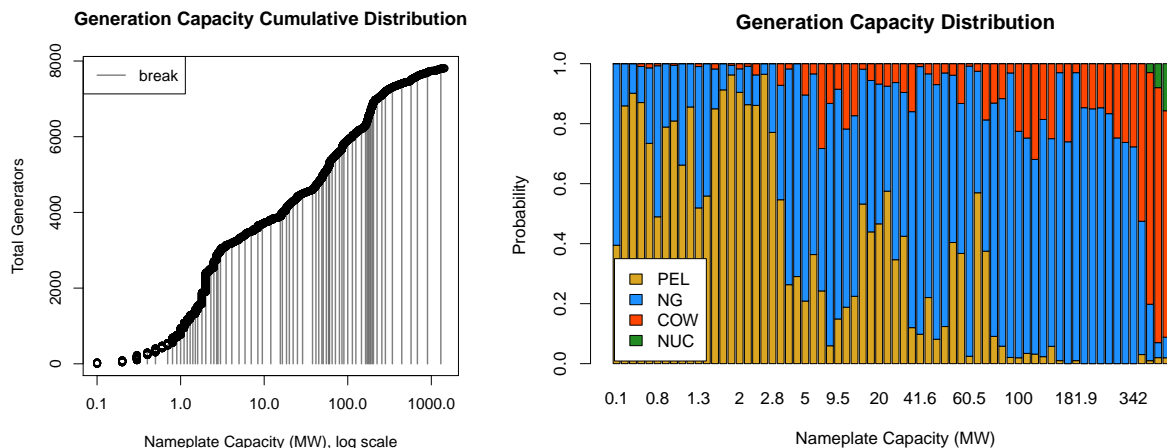 Generation Capacity Cumulative Distribution
Total Generators
0 2000 4000 6000 8000
break
0.1 1.0 10.0 100.0 1000.0
Nameplate Capacity (MW), log scale
Generation Capacity Distribution
Probability
0.0 0.2 0.4 0.6 0.8 1.0
PEL
NG
COW
NUC
0.1 0.8 1.3 2 2.8 5 9.5 20 41.6 60.5 100 181.9 342
Nameplate Capacity (MW)